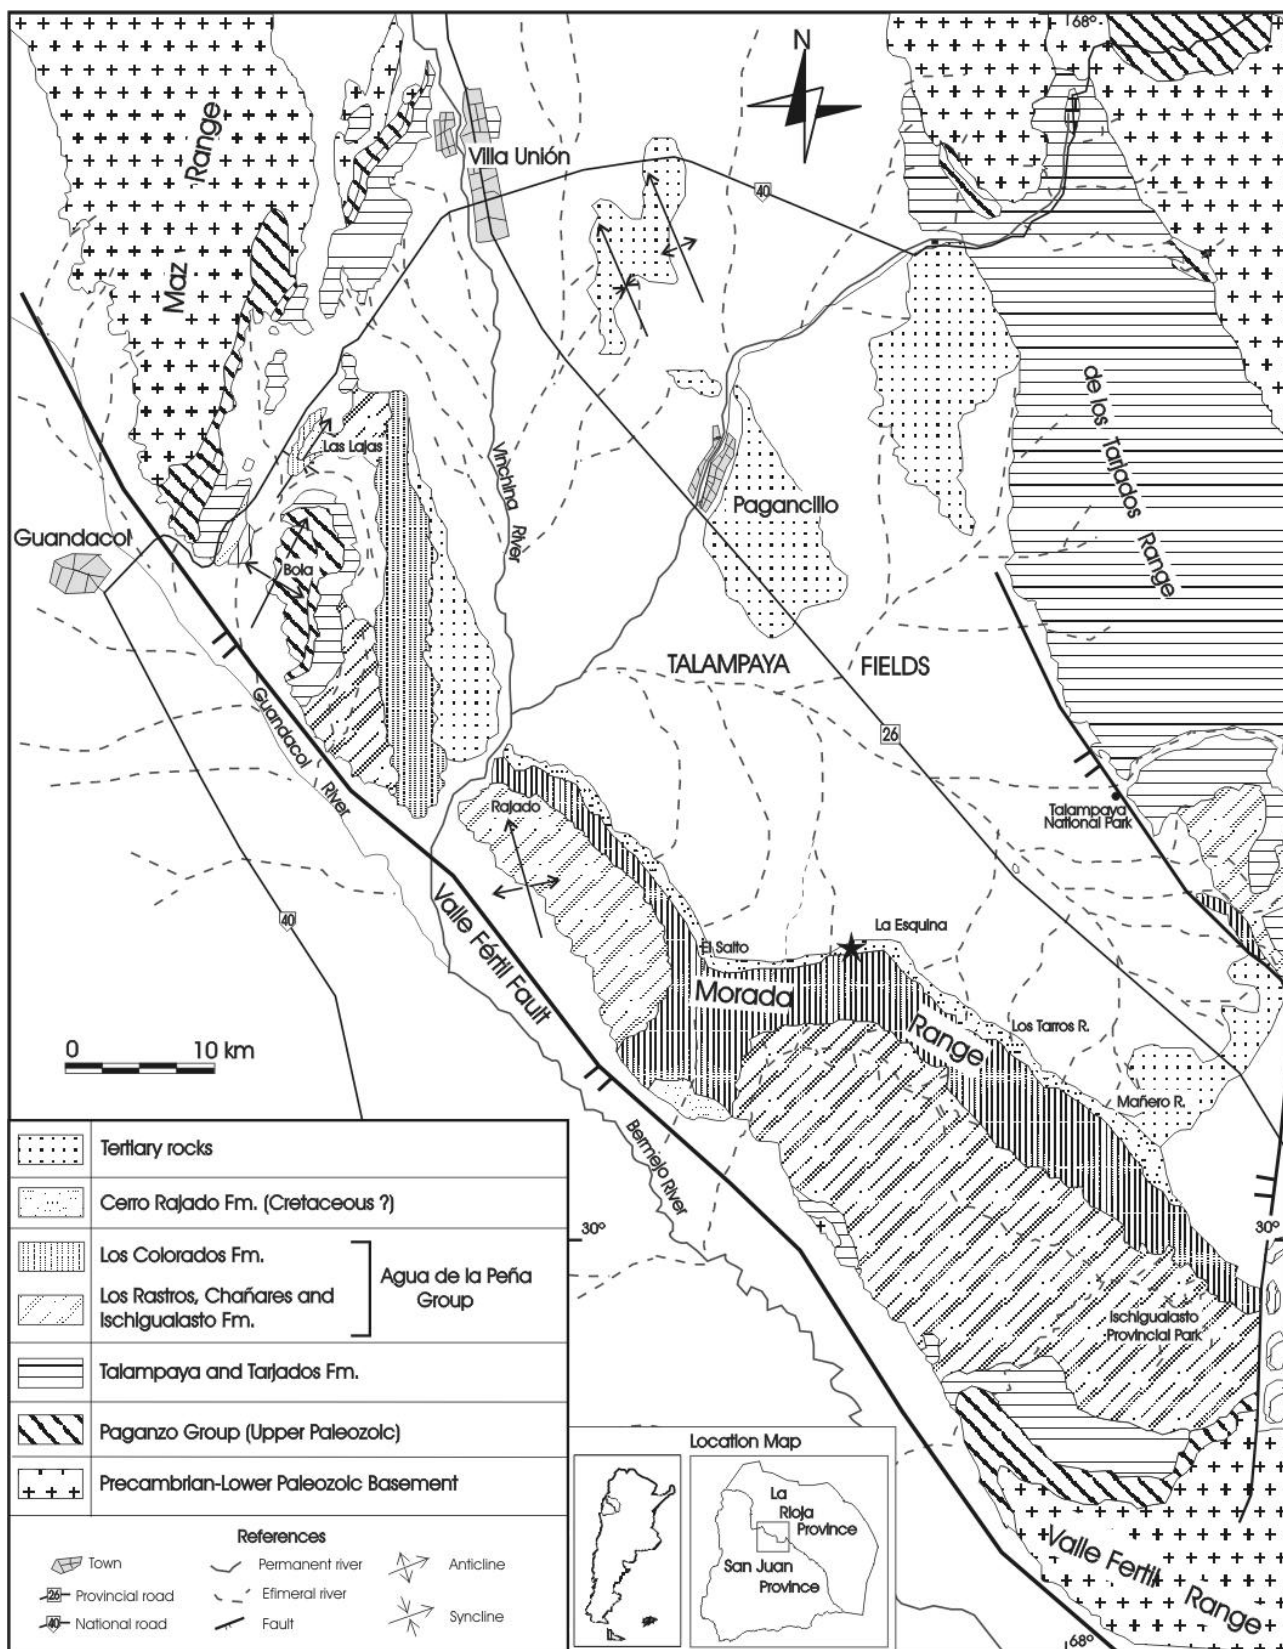 68°
N
Maz Range
Villa Unión
40
de los Tarjados Range
Las Lajas
Vinchina River
Pagancillo
Guandacol
Bola
TALAMPAYA FIELDS
Guandacol River
26
Rajado
Talampaya
National Park
40
Valle Fértil Fault
La Esquina
El Salto
Morada Range
Los Tarros R.
0 10 km
Mañero R.
Bermejo River
30°
30°
Ischigualasto
Provincial Park
Valle Fertil Range
68°
Tertiary rocks
Cerro Rajado Fm. (Cretaceous ?)
Los Colorados Fm.
Los Rastros, Chañares and
Ischigualasto Fm.
Agua de la Peña
Group
Talampaya and Tarjados Fm.
Paganzo Group (Upper Paleozoic)
Precambrian-Lower Paleozoic Basement
References
Town
Permanent river
Anticline
26 Provincial road
Efimeral river
40 National road
Fault
Syncline
Location Map
La
Rioja
Province
San Juan
Province